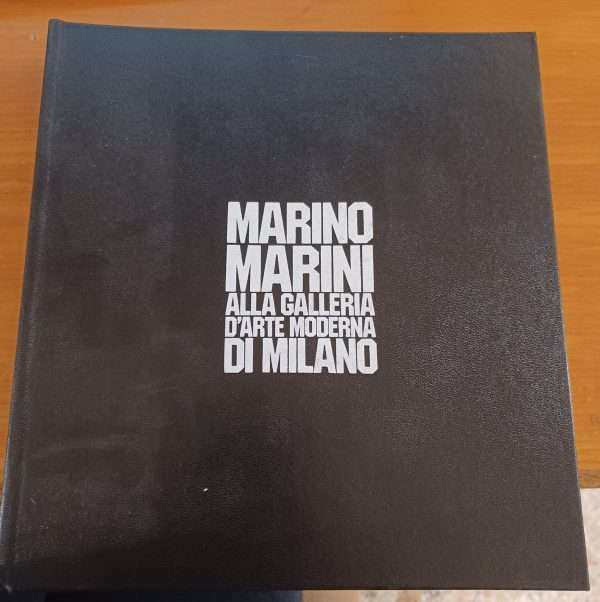 MARINO
MARINI
ALLA GALLERIA
D'ARTE MODERNA
DI MILANO